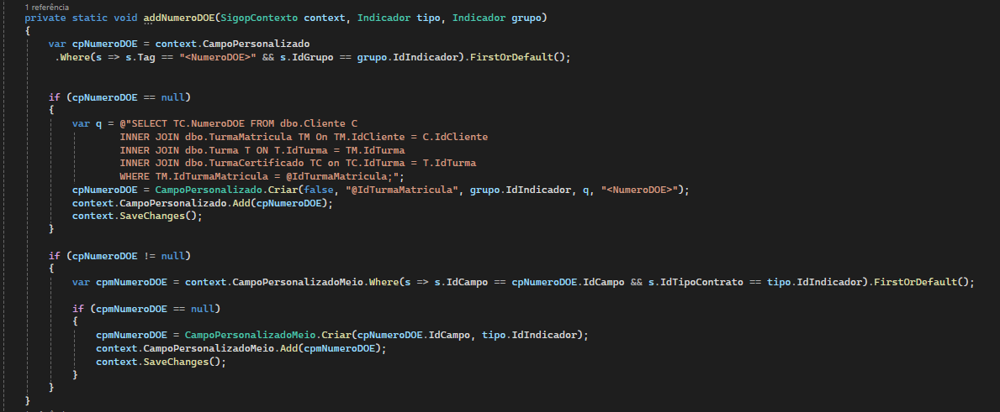 1 referência
private static void addNumeroDOE(SigopContexto context, Indicador tipo, Indicador grupo)
{
var cpNumeroDOE = context.CampoPersonalizado
.Where(s => s.Tag == "<NumeroDOE>" && s.IdGrupo == grupo.IdIndicador).FirstOrDefault();
if (cpNumeroDOE == null)
{
var q = @"SELECT TC.NumeroDOE FROM dbo.Cliente C
INNER JOIN dbo.TurmaMatricula TM On TM.IdCliente = C.IdCliente
INNER JOIN dbo.Turma T ON T.IdTurma = TM.IdTurma
INNER JOIN dbo.TurmaCertificado TC on TC.IdTurma = T.IdTurma
WHERE TM.IdTurmaMatricula = @IdTurmaMatricula;";
cpNumeroDOE = CampoPersonalizado.Criar(false, "@IdTurmaMatricula", grupo.IdIndicador, q, "<NumeroDOE>");
context.CampoPersonalizado.Add(cpNumeroDOE);
context.SaveChanges();
}
if (cpNumeroDOE != null)
{
var cpmNumeroDOE = context.CampoPersonalizadoMeio.Where(s => s.IdCampo == cpNumeroDOE.IdCampo && s.IdTipoContrato == tipo.IdIndicador).FirstOrDefault();
if (cpmNumeroDOE == null)
{
cpmNumeroDOE = CampoPersonalizadoMeio.Criar(cpNumeroDOE.IdCampo, tipo.IdIndicador);
context.CampoPersonalizadoMeio.Add(cpmNumeroDOE);
context.SaveChanges();
}
}
}